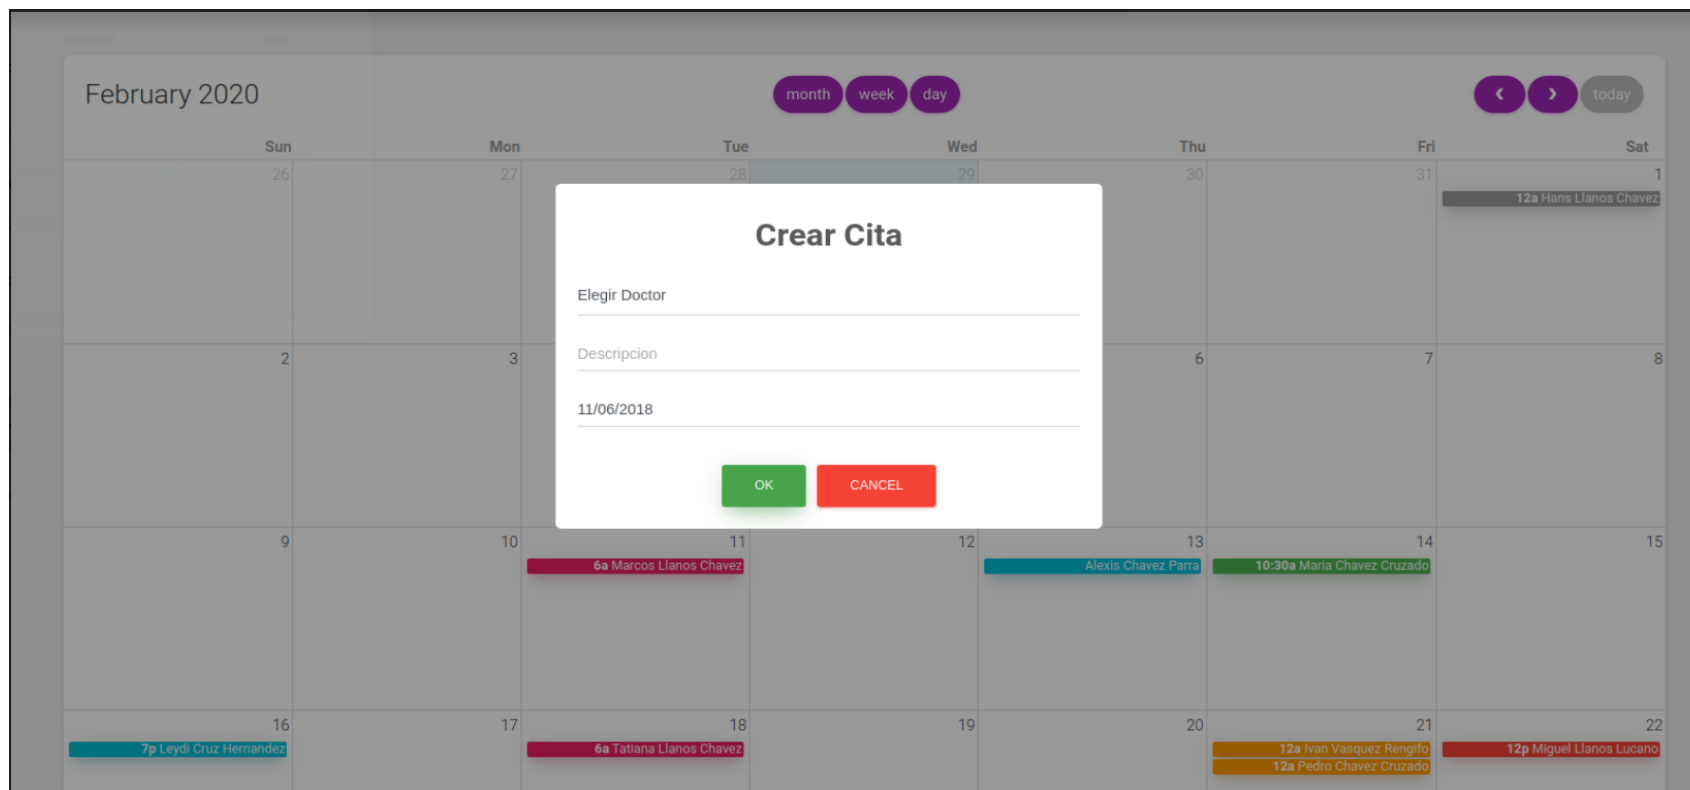 February 2020
month week day
today
Sun Mon Tue Wed Thu Fri Sat
26 27 28 29 30 31 1
12a Hans Llanos Chavez
Crear Cita
Elegir Doctor
Descripcion
11/06/2018
OK CANCEL
2 3 6 7 8
9 10 11 12 13 14 15
6a Marcos Llanos Chavez Alexis Chavez Parra 10:30a Maria Chavez Cruzado
16 17 18 19 20 21 22
7p Leydi Cruz Hernandez 6a Tatiana Llanos Chavez 12a Ivan Vasquez Rengifo 12p Miguel Llanos Lucano
12a Pedro Chavez Cruzado